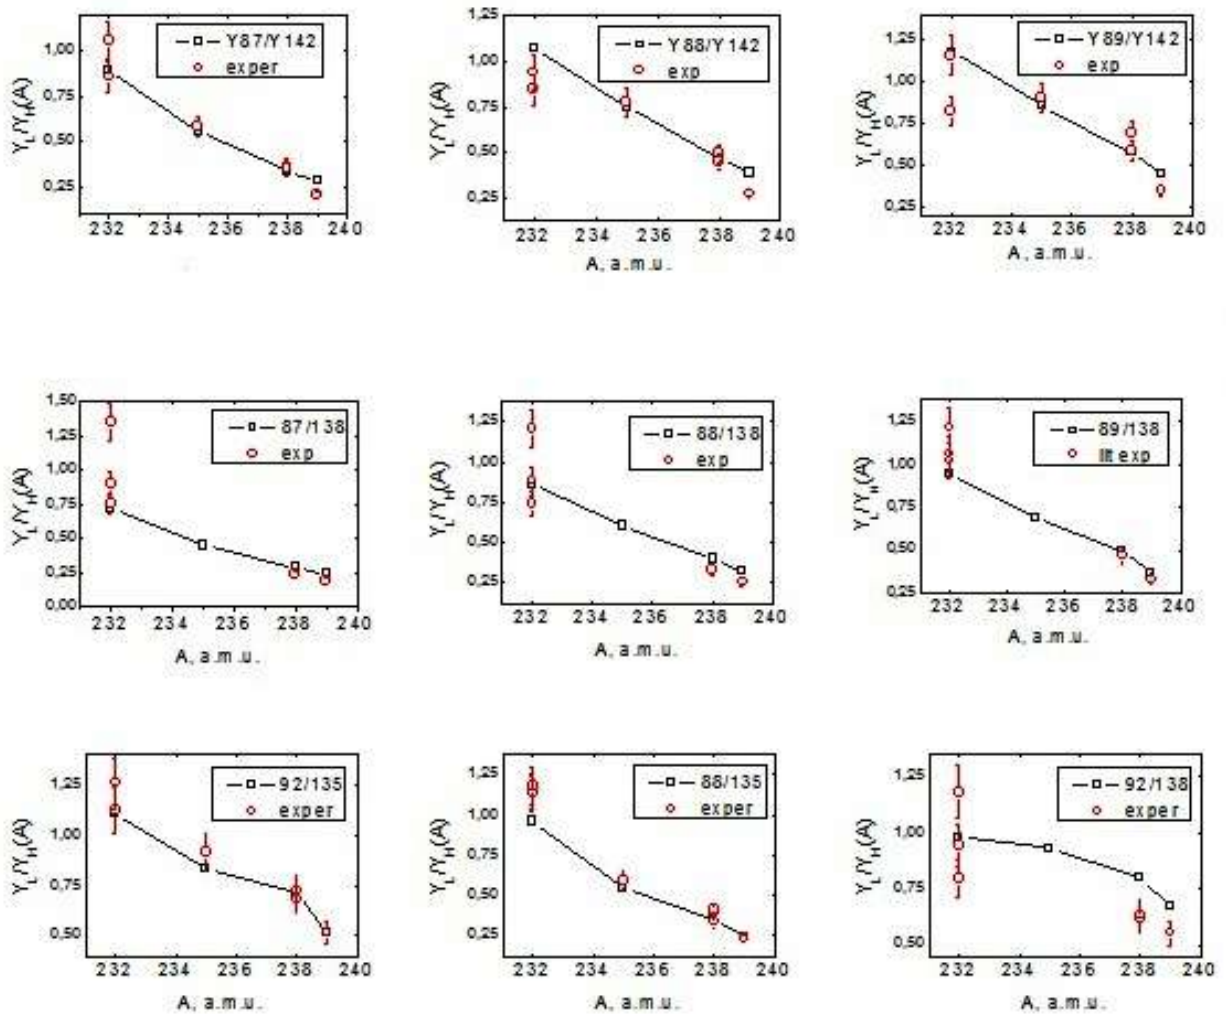 1,00
0,75
0,50
0,25
232 234 236 238 240
Y_L/Y_H(A)
Y87/Y142
exper
1,25
1,00
0,75
0,50
0,25
232 234 236 238 240
Y_L/Y_H(A)
A, a.m.u.
Y88/Y142
exp
1,25
1,00
0,75
0,50
0,25
232 234 236 238 240
Y_L/Y_H(A)
A, a.m.u.
Y89/Y142
exp
1,50
1,25
1,00
0,75
0,50
0,25
0,00
232 234 236 238 240
Y_L/Y_H(A)
A, a.m.u.
87/138
exp
1,25
1,00
0,75
0,50
0,25
232 234 236 238 240
Y_L/Y_H(A)
A, a.m.u.
88/138
exp
1,25
1,00
0,75
0,50
0,25
232 234 236 238 240
Y_L/Y_H(A)
A, a.m.u.
89/138
lit exp
1,25
1,00
0,75
0,50
232 234 236 238 240
Y_L/Y_H(A)
A, a.m.u.
92/135
exper
1,25
1,00
0,75
0,50
0,25
232 234 236 238 240
Y_L/Y_H(A)
A, a.m.u.
88/135
exper
1,25
1,00
0,75
0,50
232 234 236 238 240
Y_L/Y_H(A)
A, a.m.u.
92/138
exper